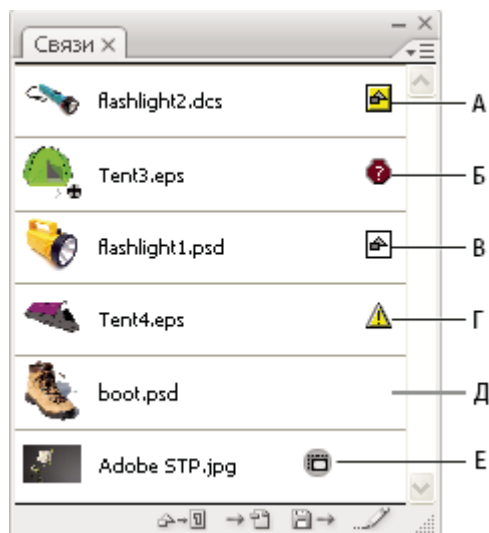 Связи ×
flashlight2.dcs
А
Tent3.eps
?
Б
flashlight1.psd
В
Tent4.eps
!
Г
boot.psd
Д
Adobe STP.jpg
Е